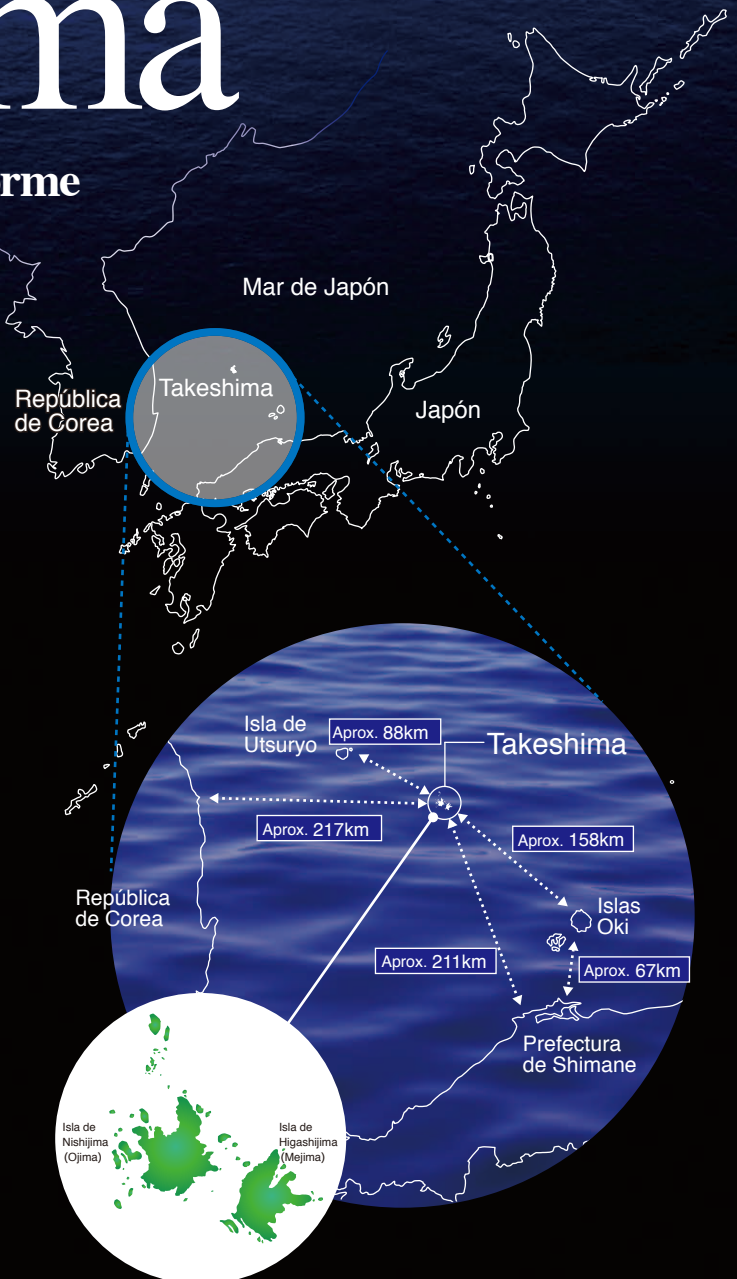 ma
orme
Mar de Japón
República
de Corea
Takeshima
Japón
Isla de
Utsuryo
Aprox. 88km
Takeshima
Aprox. 217km
Aprox. 158km
República
de Corea
Islas
Oki
Aprox. 211km
Aprox. 67km
Prefectura
de Shimane
Isla de
Nishijima
(Ojima)
Isla de
Higashijima
(Mejima)